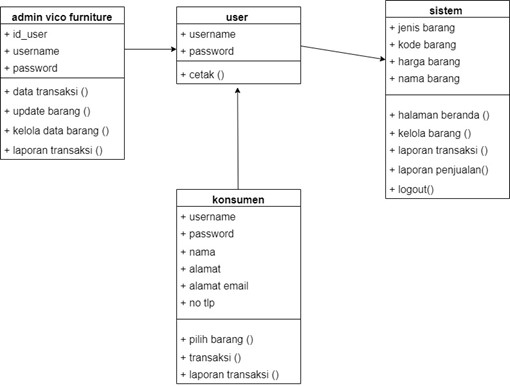 admin vico furniture
+ id_user
+ username
+ password
+ data transaksi ()
+ update barang ()
+ kelola data barang ()
+ laporan transaksi ()
user
+ username
+ password
+ cetak ()
sistem
+ jenis barang
+ kode barang
+ harga barang
+ nama barang
+ halaman beranda ()
+ kelola barang ()
+ laporan transaksi ()
+ laporan penjualan()
+ logout()
konsumen
+ username
+ password
+ nama
+ alamat
+ alamat email
+ no tlp
+ pilih barang ()
+ transaksi ()
+ laporan transaksi ()